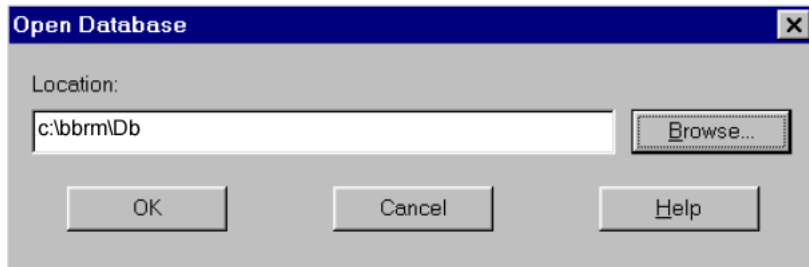 Open Database
Location:
c:\bbrm\Db
Browse...
OK Cancel Help